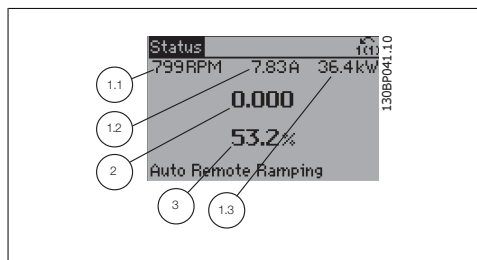 Status
1(1)
799RPM 7.83A 36.4kW
0.000
53.2%
Auto Remote Ramping
1.1
1.2
2
3
1.3
130BP041.10